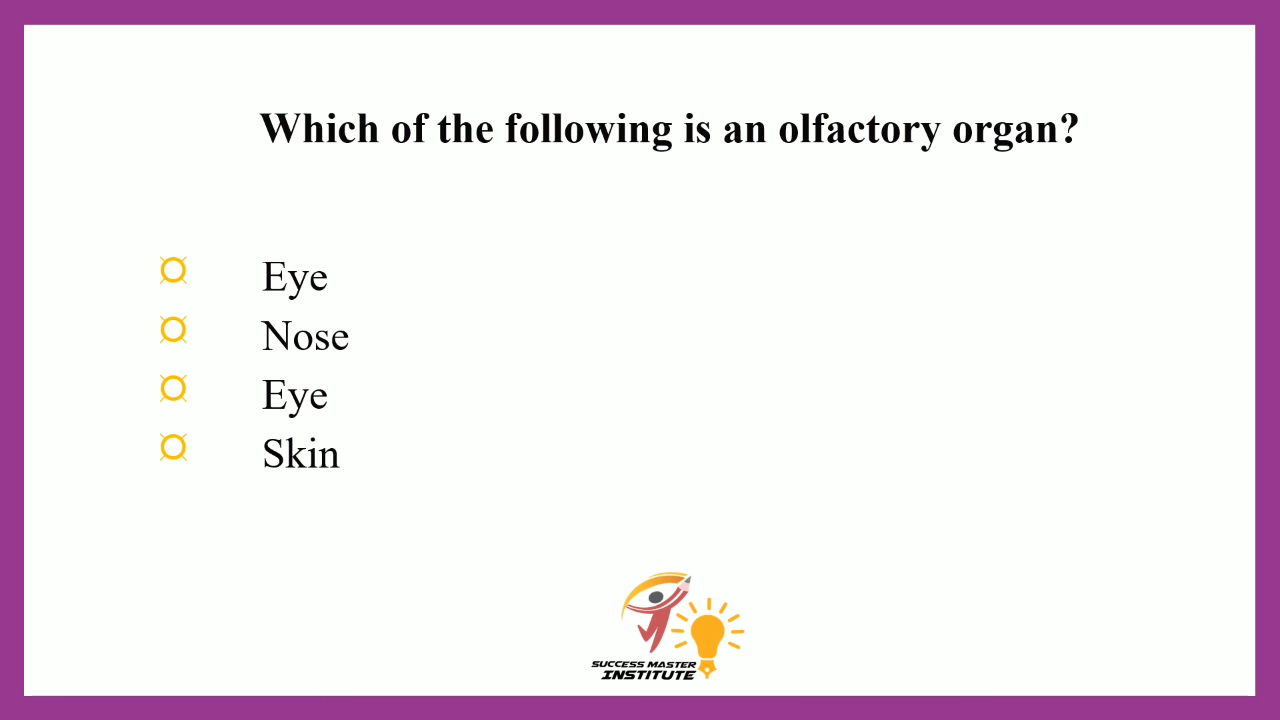 Which of the following is an olfactory organ?
¤ Eye
¤ Nose
¤ Eye
¤ Skin
SUCCESS MASTER
INSTITUTE